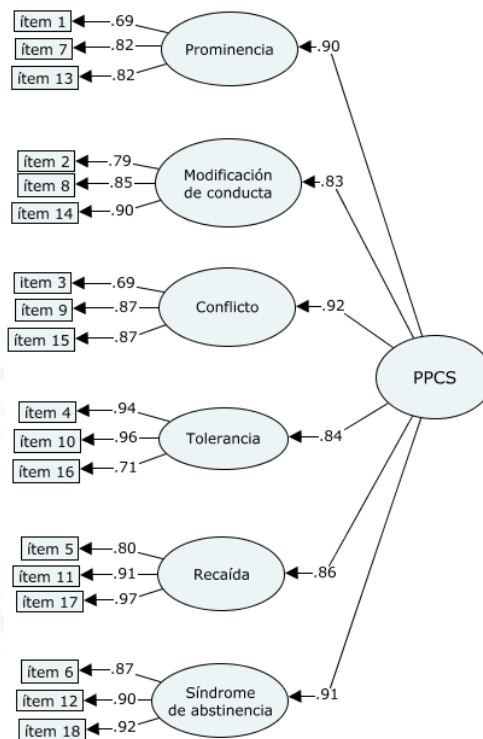 ítem 1
.69
ítem 7
.82
ítem 13
.82
Prominencia
.90
ítem 2
.79
ítem 8
.85
ítem 14
.90
Modificación
de conducta
.83
item 3
.69
ítem 9
.87
ítem 15
.87
Conflicto
.92
PPCS
ítem 4
.94
ítem 10
.96
ítem 16
.71
Tolerancia
.84
ítem 5
.80
ítem 11
.91
ítem 17
.97
Recaída
.86
ítem 6
.87
ítem 12
.90
ítem 18
.92
Síndrome
de abstinencia
.91